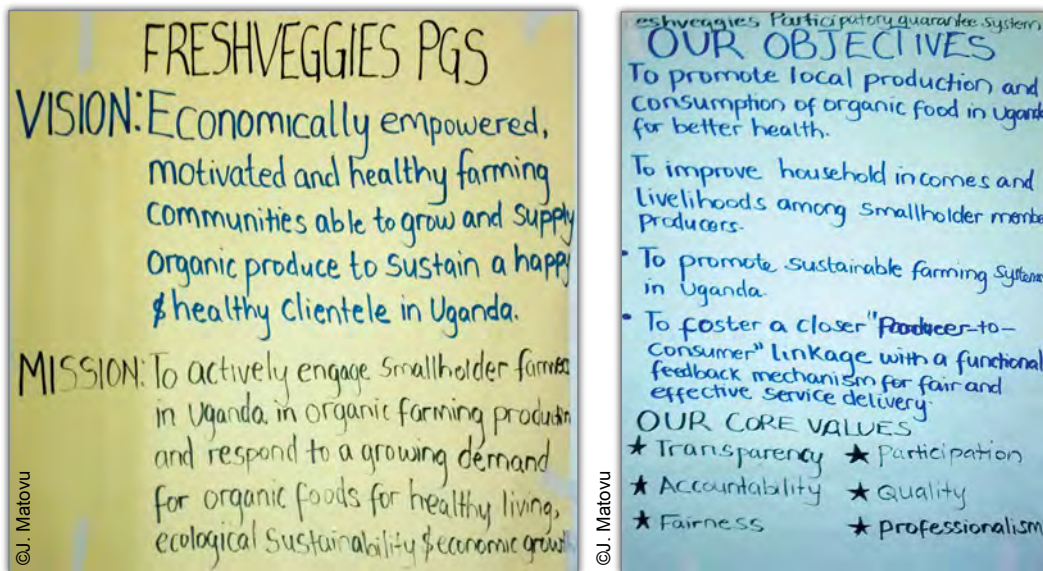 FRESHVEGGIES PGS
VISION: Economically empowered,
motivated and healthy farming
communities able to grow and supply
organic produce to sustain a happy
& healthy clientele in Uganda.
MISSION: To actively engage smallholder farmers
in Uganda in organic farming production
and respond to a growing demand
for organic foods for healthy living,
ecological sustainability & economic growth
©J. Matovu
eshveggies Participatory guarantee system
OUR OBJECTIVES
To promote local production and
consumption of organic food in Uganda
for better health.
To improve household incomes and
livelihoods among smallholder membe
producers.
• To promote sustainable farming systems
in Uganda.
• To foster a closer "Producer-to-
consumer" linkage with a functional
feedback mechanism for fair and
effective service delivery.
OUR CORE VALUES
★ Transparency ★ Participation
★ Accountability ★ Quality
★ Fairness ★ professionalism
©J. Matovu